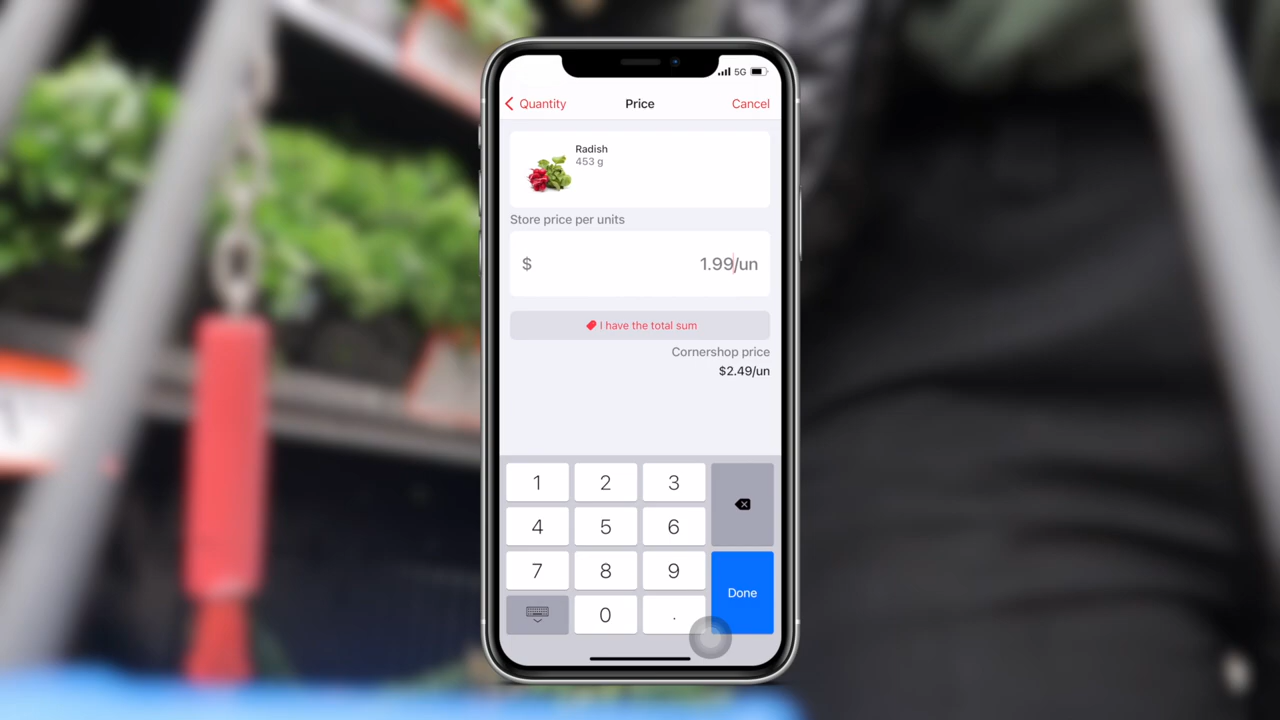 5G
Quantity
Price
Cancel
Radish
453 g
Store price per units
$ 1.99/un
I have the total sum
Cornershop price
$2.49/un
1 2 3
4 5 6
7 8 9
Done
0 .